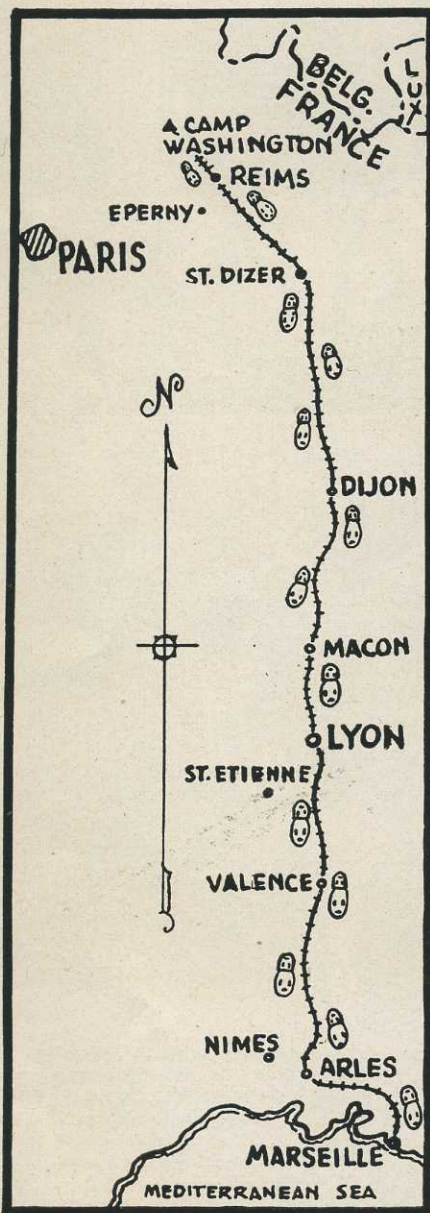 BELG.
LUX
FRANCE
CAMP
WASHINGTON
REIMS
EPERNY
PARIS
ST. DIZER
N
DIJON
MACON
LYON
ST. ETIENNE
VALENCE
NIMES
ARLES
MARSEILLE
MEDITERRANEAN SEA